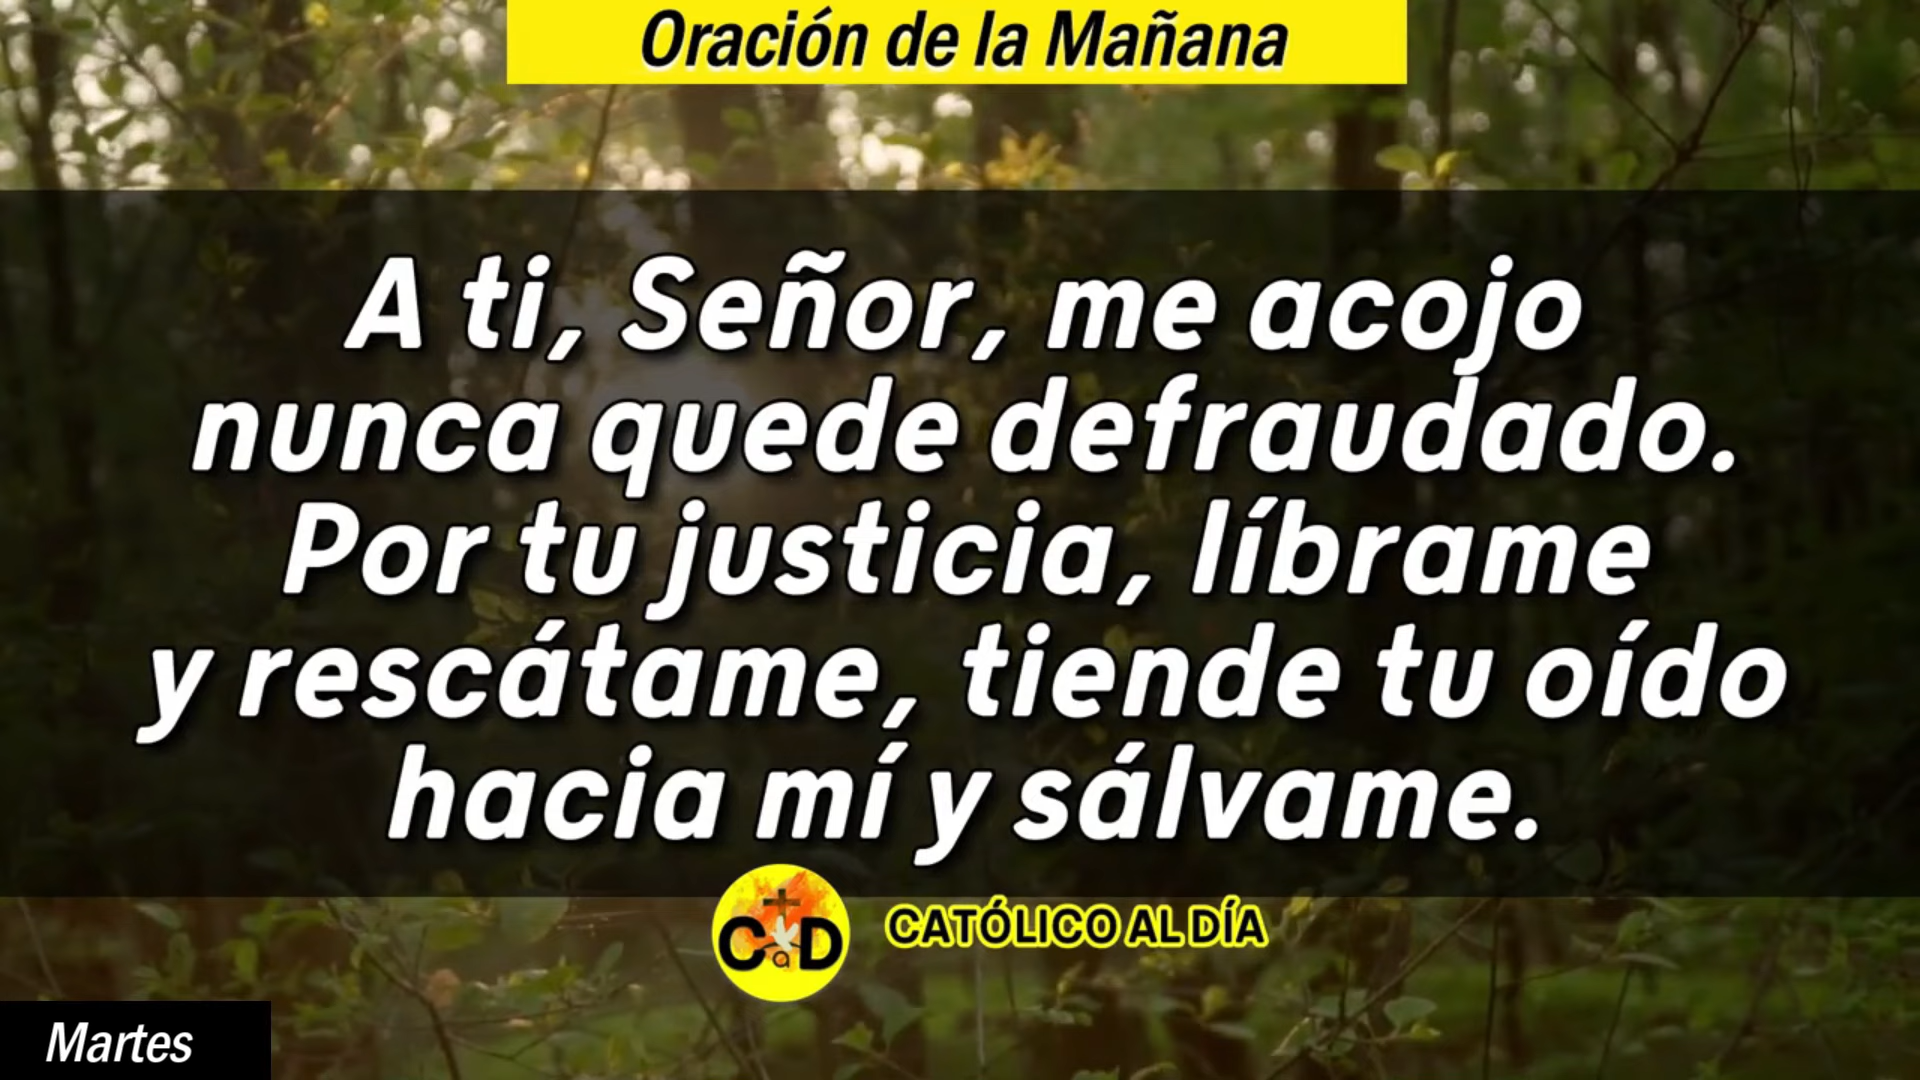 Oración de la Mañana
A ti, Señor, me acojo
nunca quede defraudado.
Por tu justicia, líbrame
y rescátame, tiende tu oído
hacia mí y sálvame.
CaD
CATÓLICO AL DÍA
Martes